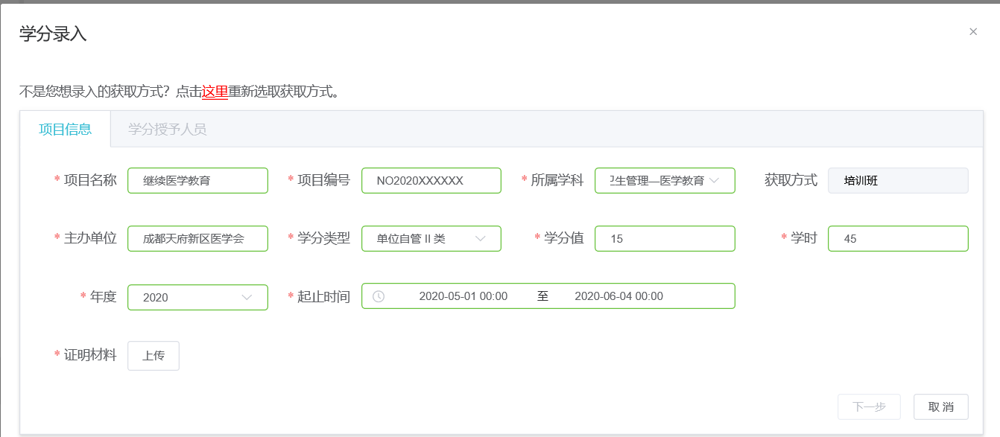 学分录入
不是您想录入的获取方式？点击这里重新选取获取方式。
项目信息 学分授予人员
* 项目名称 继续医学教育 * 项目编号 NO2020XXXXXX * 所属学科 卫生管理—医学教育 获取方式 培训班
* 主办单位 成都天府新区医学会 * 学分类型 单位自管 II 类 * 学分值 15 * 学时 45
* 年度 2020 * 起止时间 2020-05-01 00:00 至 2020-06-04 00:00
* 证明材料 上传
下一步 取 消